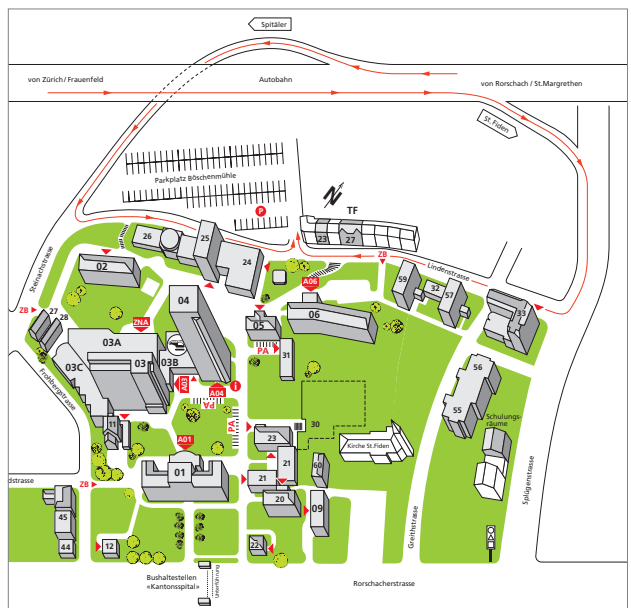 Spitäler
von Zürich / Frauenfeld
Autobahn
von Rorschach / St.Margrethen
St. Fiden
Parkplatz Böschenmühle
P
N
TF
23
27
26
25
24
02
Steinachstrasse
ZB
Lindenstrasse
59
32
57
33
A06
04
06
05
ZB
27
28
ZNA
03A
03
03B
03C
PA
31
56
55
Frohbergstrasse
A03
A04
i
PA
PA
11
30
Schulungs-
räume
23
Kirche St.Fiden
A01
01
21
21
60
20
09
dstrasse
ZB
45
44
12
22
Greithstrasse
Splügenstrasse
Bushaltestellen
«Kantonsspital»
Unterführung
Rorschacherstrasse